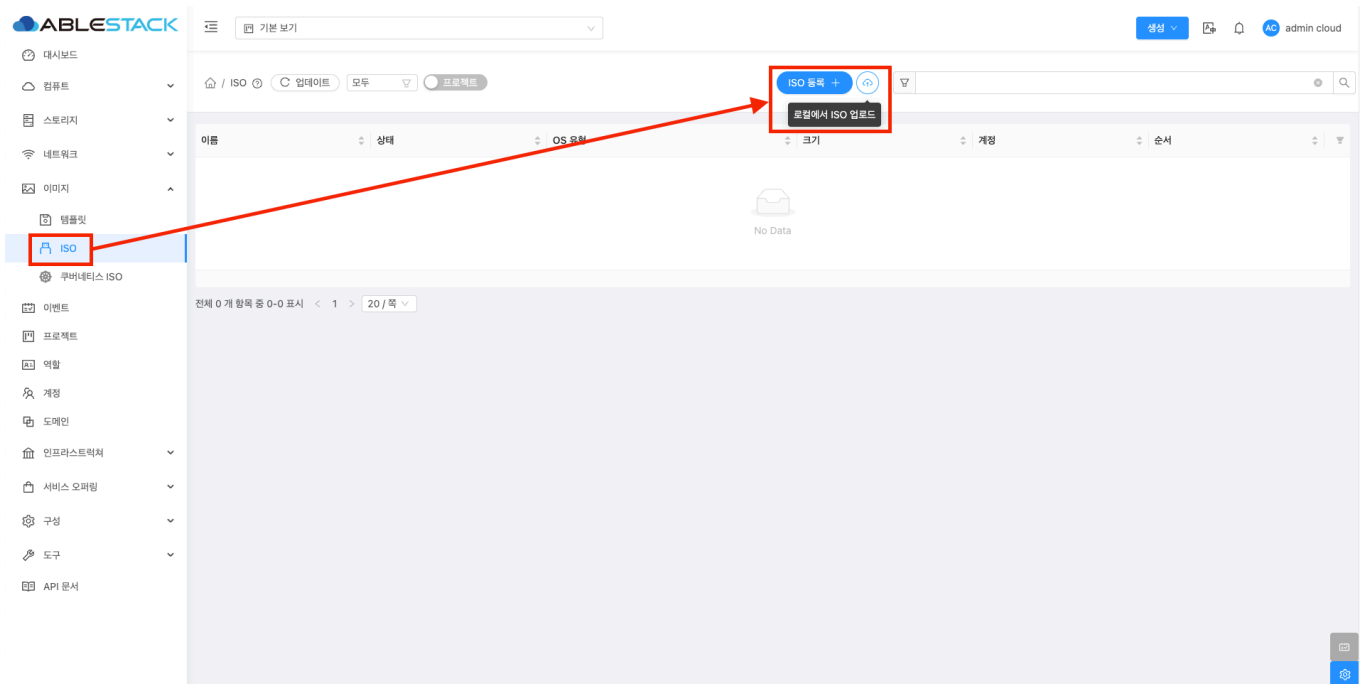 ABLESTACK
기본 보기
생성
AC admin cloud
대시보드
컴퓨트
스토리지
네트워크
이미지
템플릿
ISO
쿠버네티스 ISO
이벤트
프로젝트
역할
계정
도메인
인프라스트럭쳐
서비스 오퍼링
구성
도구
API 문서
/ ISO 업데이트 모두 프로젝트
ISO 등록 +
로컬에서 ISO 업로드
이름 상태 OS 유형 크기 계정 순서
No Data
전체 0 개 항목 중 0-0 표시 < 1 > 20 / 쪽